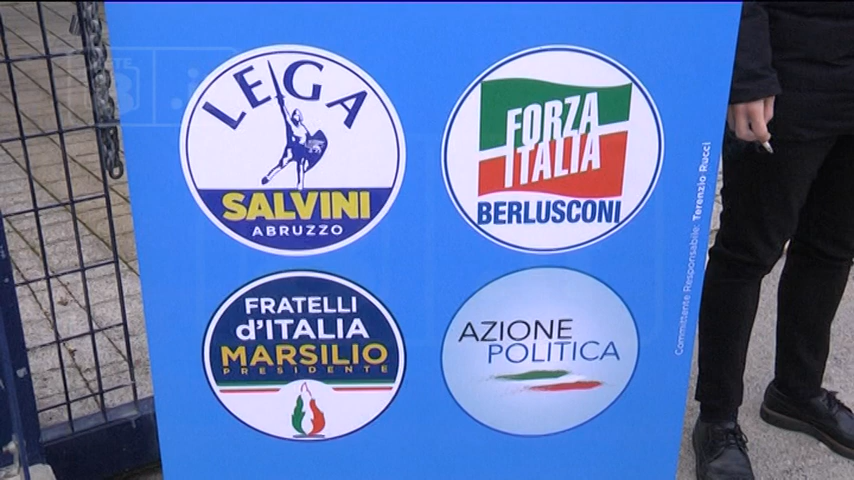 LEGA
SALVINI
ABRUZZO
FORZA
ITALIA
BERLUSCONI
FRATELLI
d'ITALIA
MARSILIO
PRESIDENTE
AZIONE
POLITICA
Committente Responsabile: Terenzio Rucci